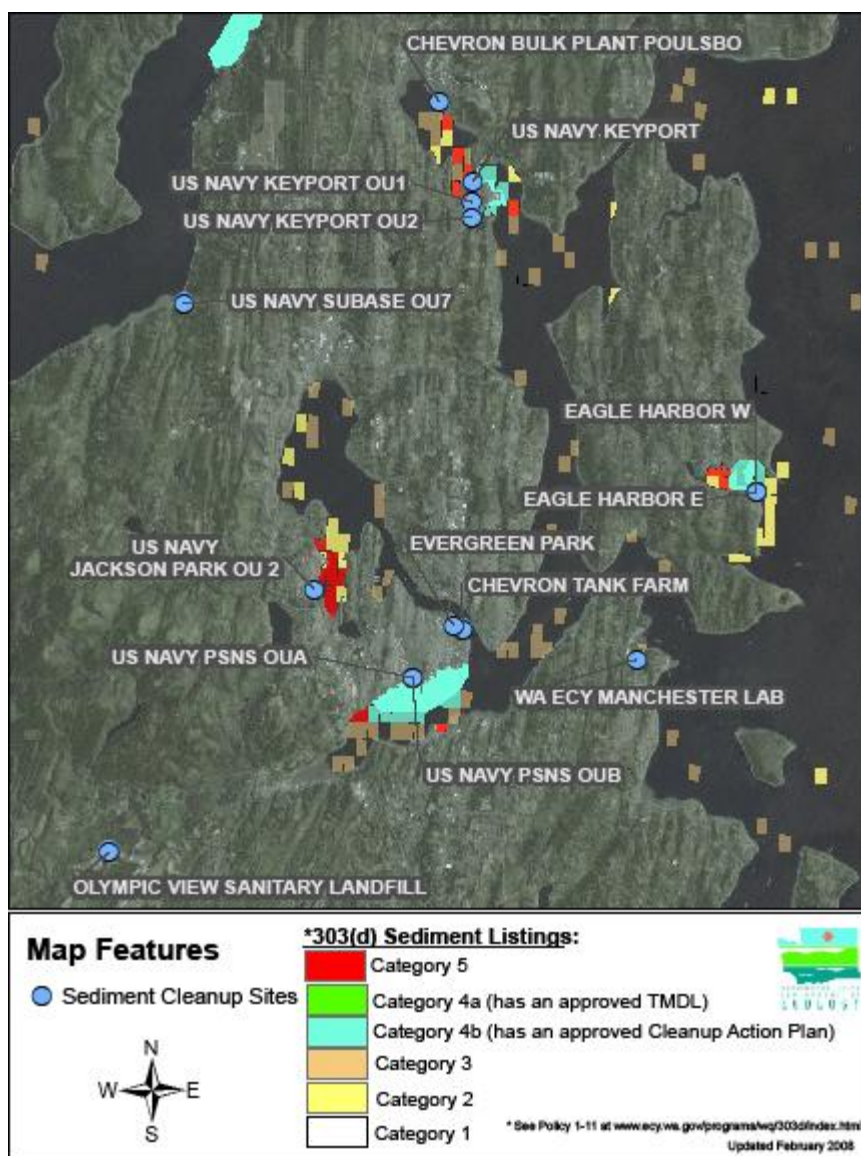 CHEVRON BULK PLANT POULSBO
US NAVY KEYPORT
US NAVY KEYPORT OU1
US NAVY KEYPORT OU2
US NAVY SUBASE OU7
EAGLE HARBOR W
EAGLE HARBOR E
EVERGREEN PARK
US NAVY
JACKSON PARK OU 2
CHEVRON TANK FARM
US NAVY PSNS OUA
WA ECY MANCHESTER LAB
US NAVY PSNS OUB
OLYMPIC VIEW SANITARY LANDFILL
Map Features
Sediment Cleanup Sites
N
W E
S
*303(d) Sediment Listings:
Category 5
Category 4a (has an approved TMDL)
Category 4b (has an approved Cleanup Action Plan)
Category 3
Category 2
Category 1
ECOLOGY
* See Policy 1-11 at www.ecy.wa.gov/programs/wq/303d/index.html
Updated February 2008